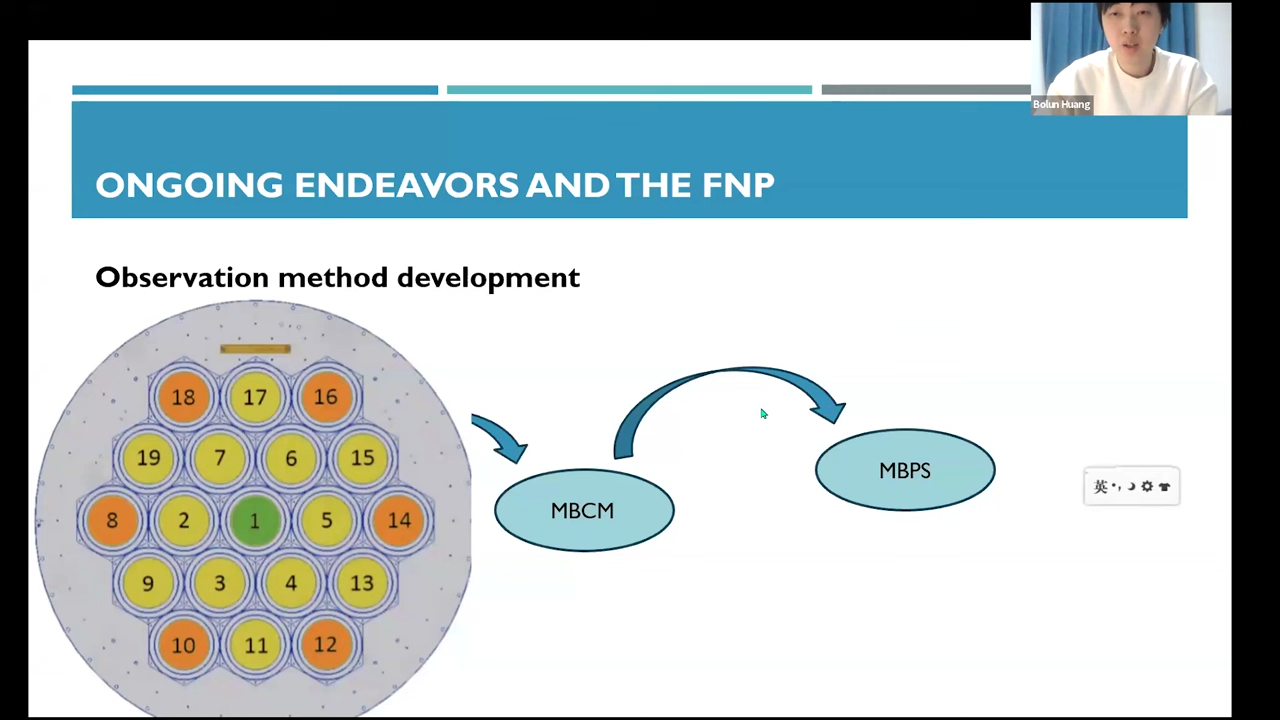 Bolun Huang
ONGOING ENDEAVORS AND THE FNP
Observation method development
18 17 16
19 7 6 15
8 2 1 5 14
9 3 4 13
10 11 12
MBCM
MBPS
英